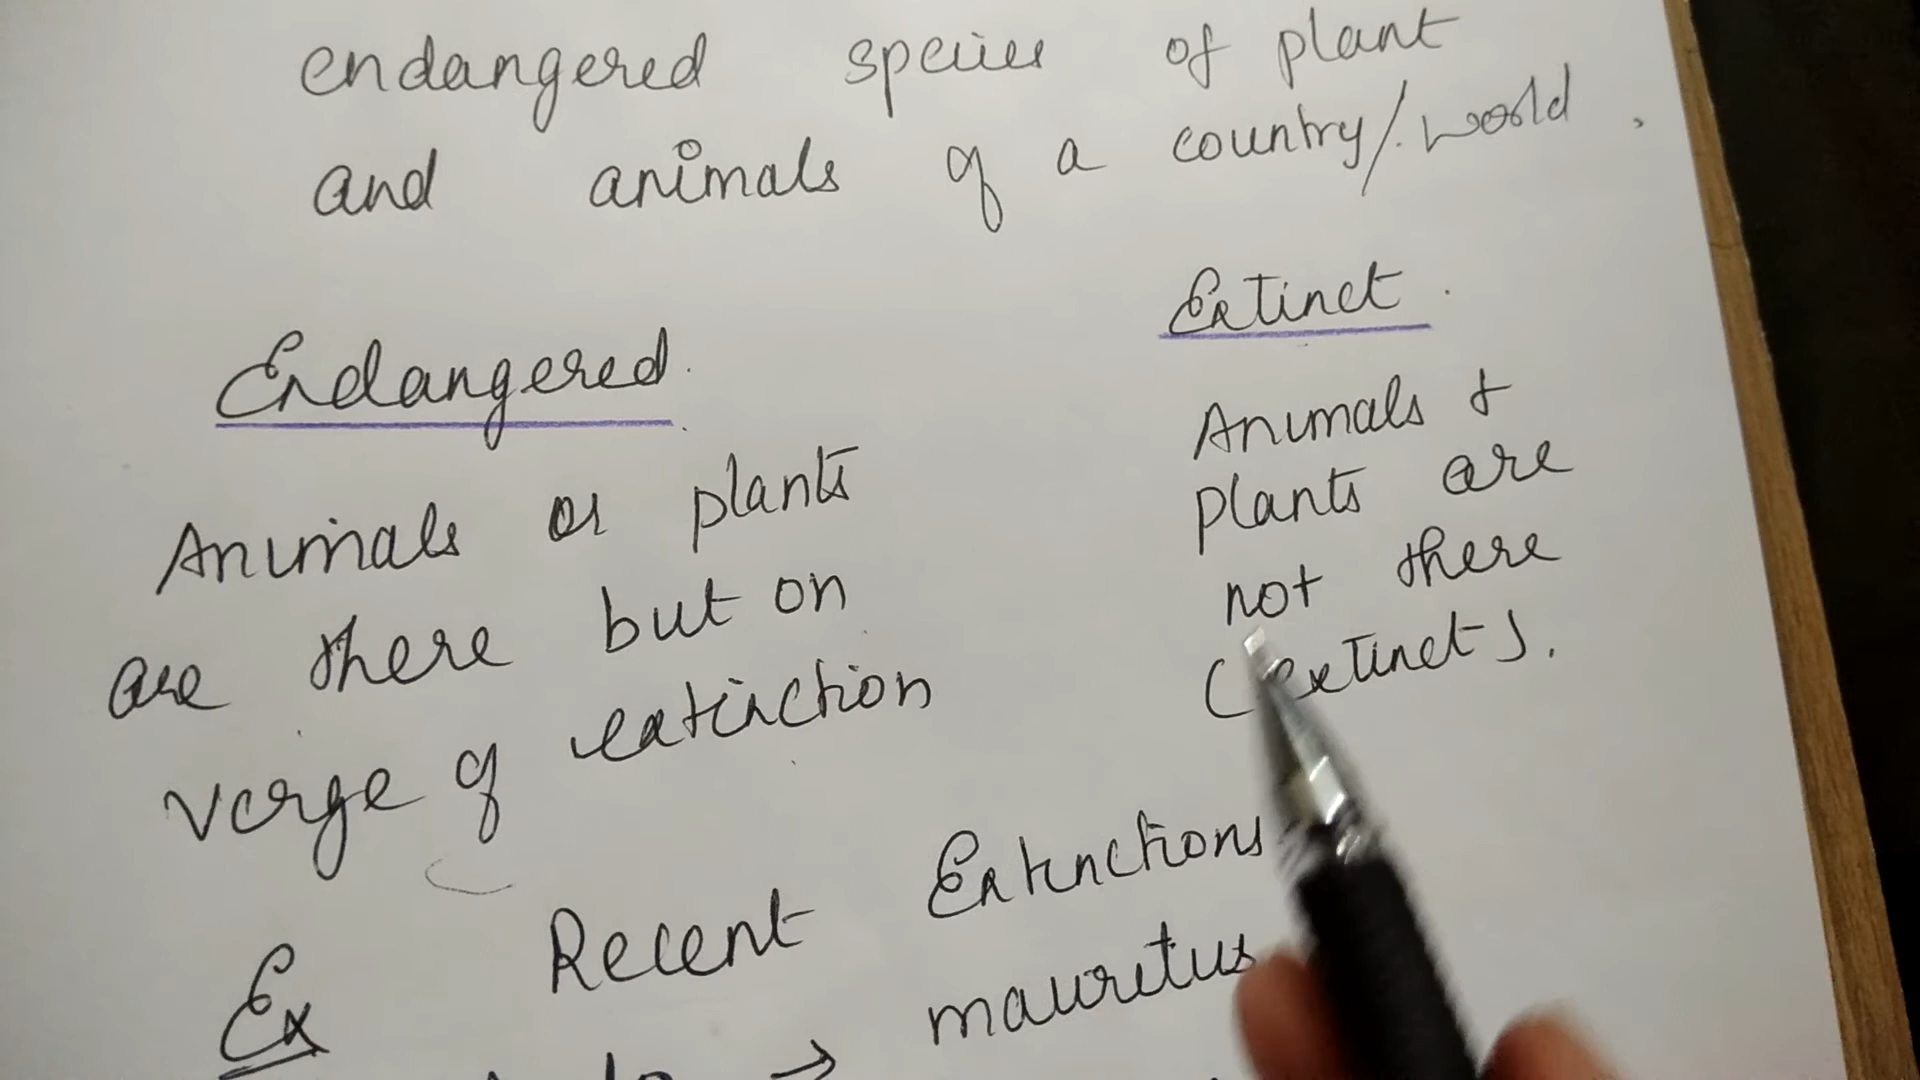 endangered species of plant
and animals of a country/world.
Endangered.
Animals or plants
are there but on
verge of extinction
Extinct.
Animals +
plants are
not there
(extinct).
Ex Recent Extinctions
→ mauritus